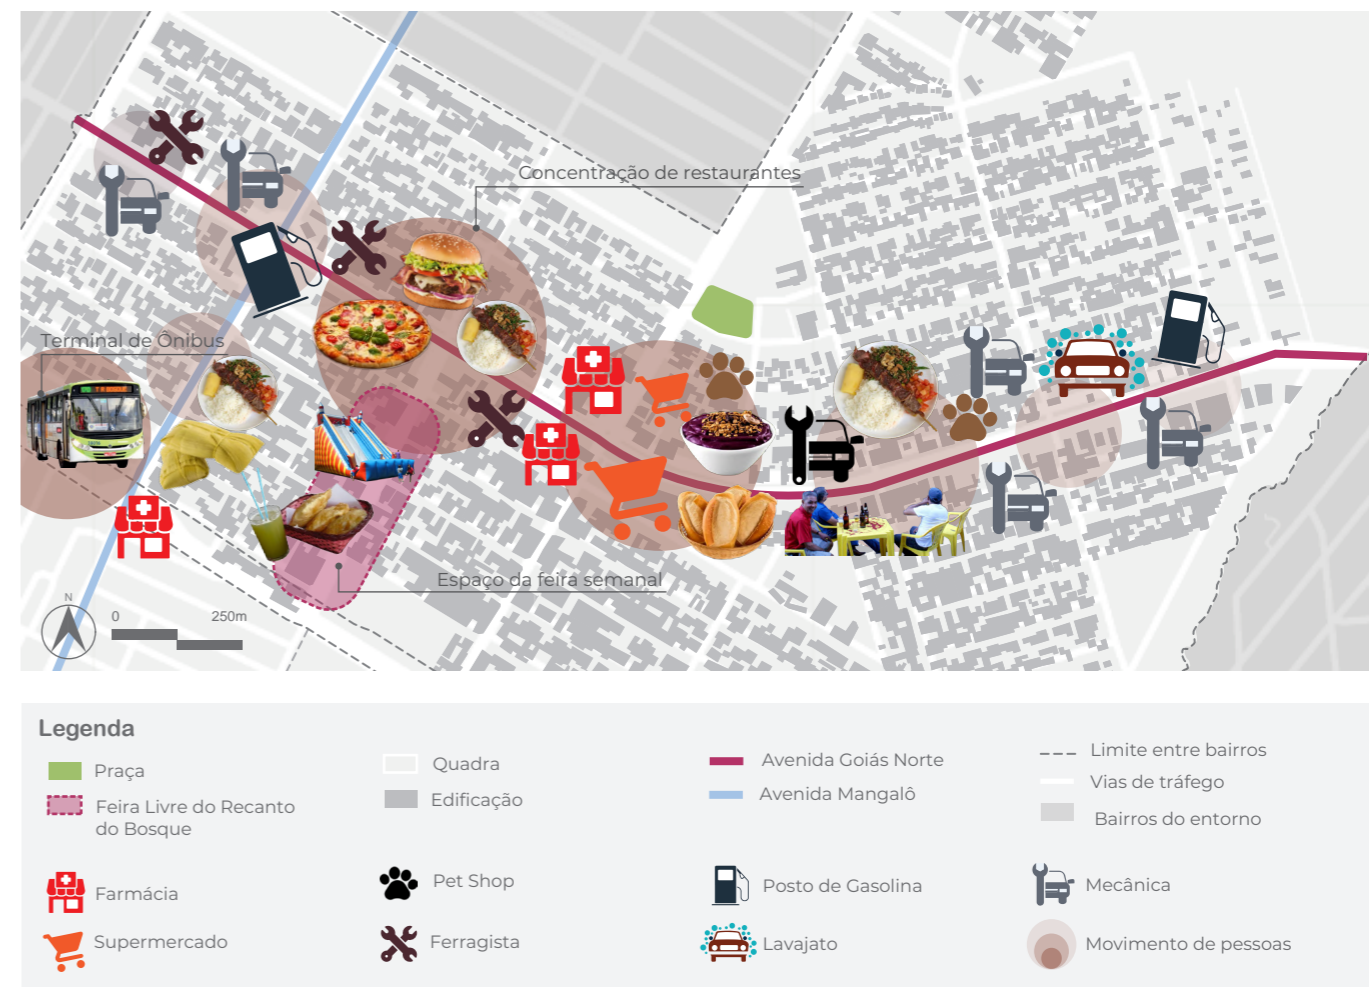 Concentração de restaurantes
Terminal de Ônibus
Espaço da feira semanal
N
0 250m
Legenda
Praça
Feira Livre do Recanto
do Bosque
Quadra
Edificação
Avenida Goiás Norte
Avenida Mangalô
Limite entre bairros
Vias de tráfego
Bairros do entorno
Farmácia
Supermercado
Pet Shop
Ferragista
Posto de Gasolina
Lavajato
Mecânica
Movimento de pessoas